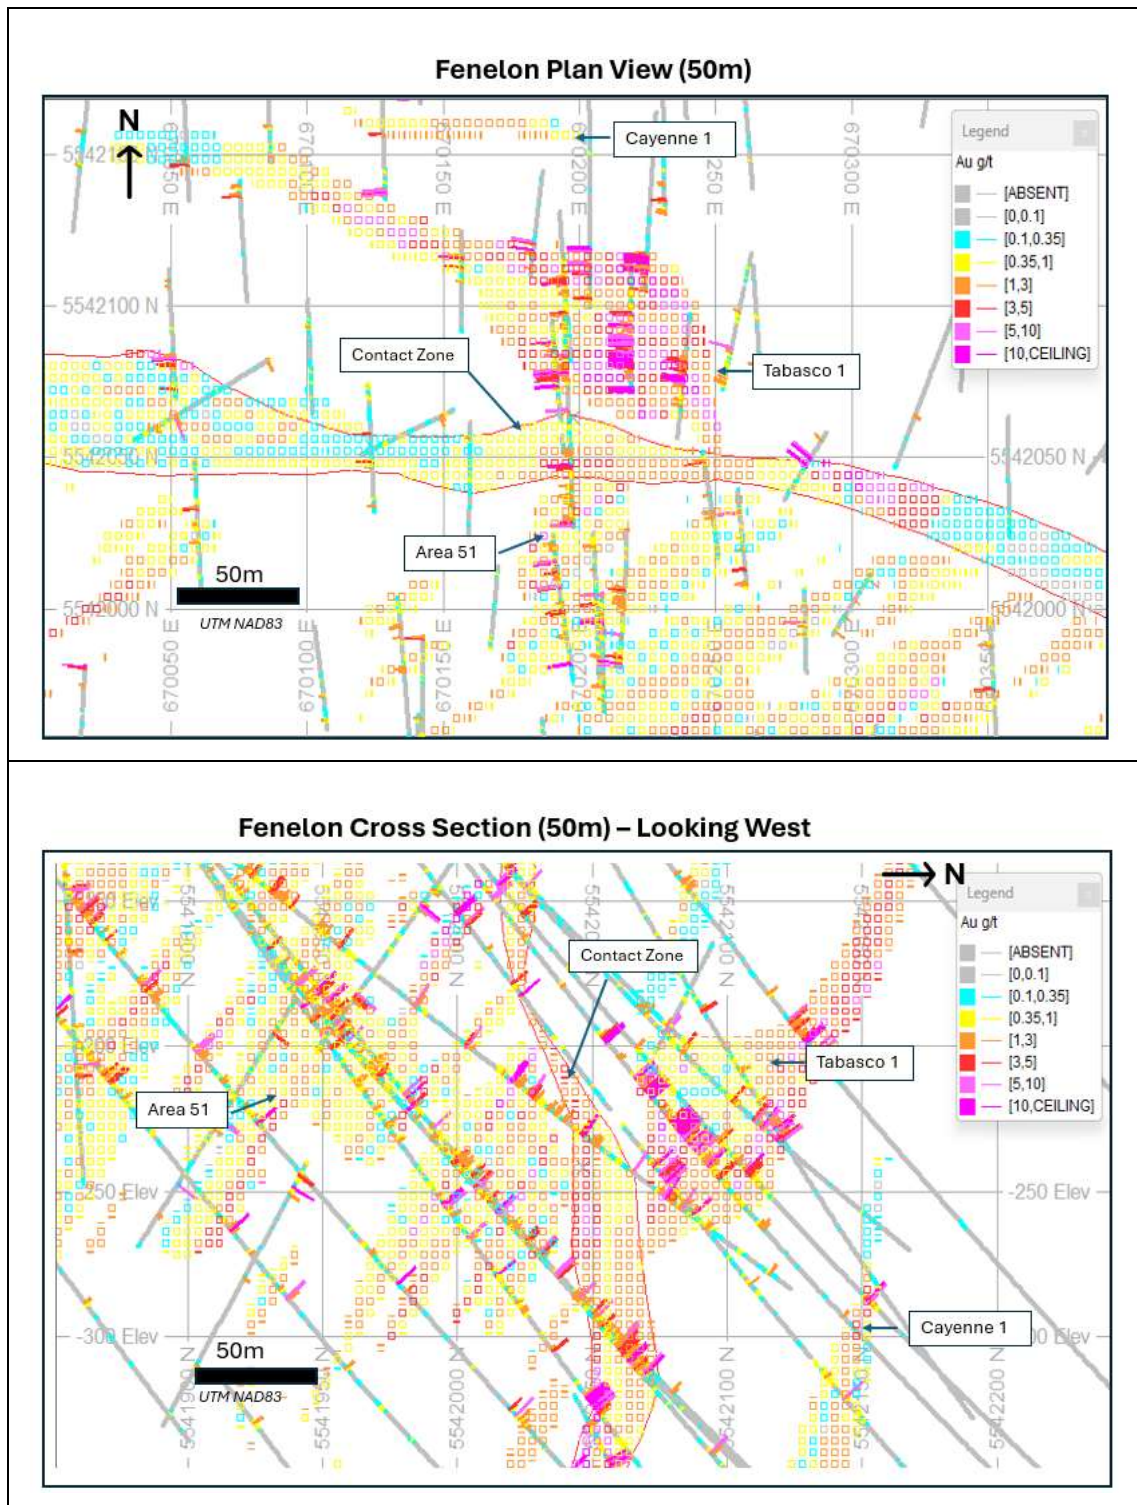 Fenelon Plan View (50m)
N
Cayenne 1
Legend
Au g/t
[ABSENT]
[0,0.1]
[0.1,0.35]
[0.35,1]
[1,3]
[3,5]
[5,10]
[10,CEILING]
670150 E
670300 E
5542100 N
Contact Zone
Tabasco 1
5542050 N
5542050 N
Area 51
50m
UTM NAD83
5542000 N
670050 E
670100 E
670150 E
Fenelon Cross Section (50m) – Looking West
N
Legend
Au g/t
[ABSENT]
[0,0.1]
[0.1,0.35]
[0.35,1]
[1,3]
[3,5]
[5,10]
[10,CEILING]
Contact Zone
Tabasco 1
Area 51
-250 Elev
-250 Elev
-300 Elev
Cayenne 1
50m
UTM NAD83
5541900 N
5542000 N
5542100 N
5542200 N